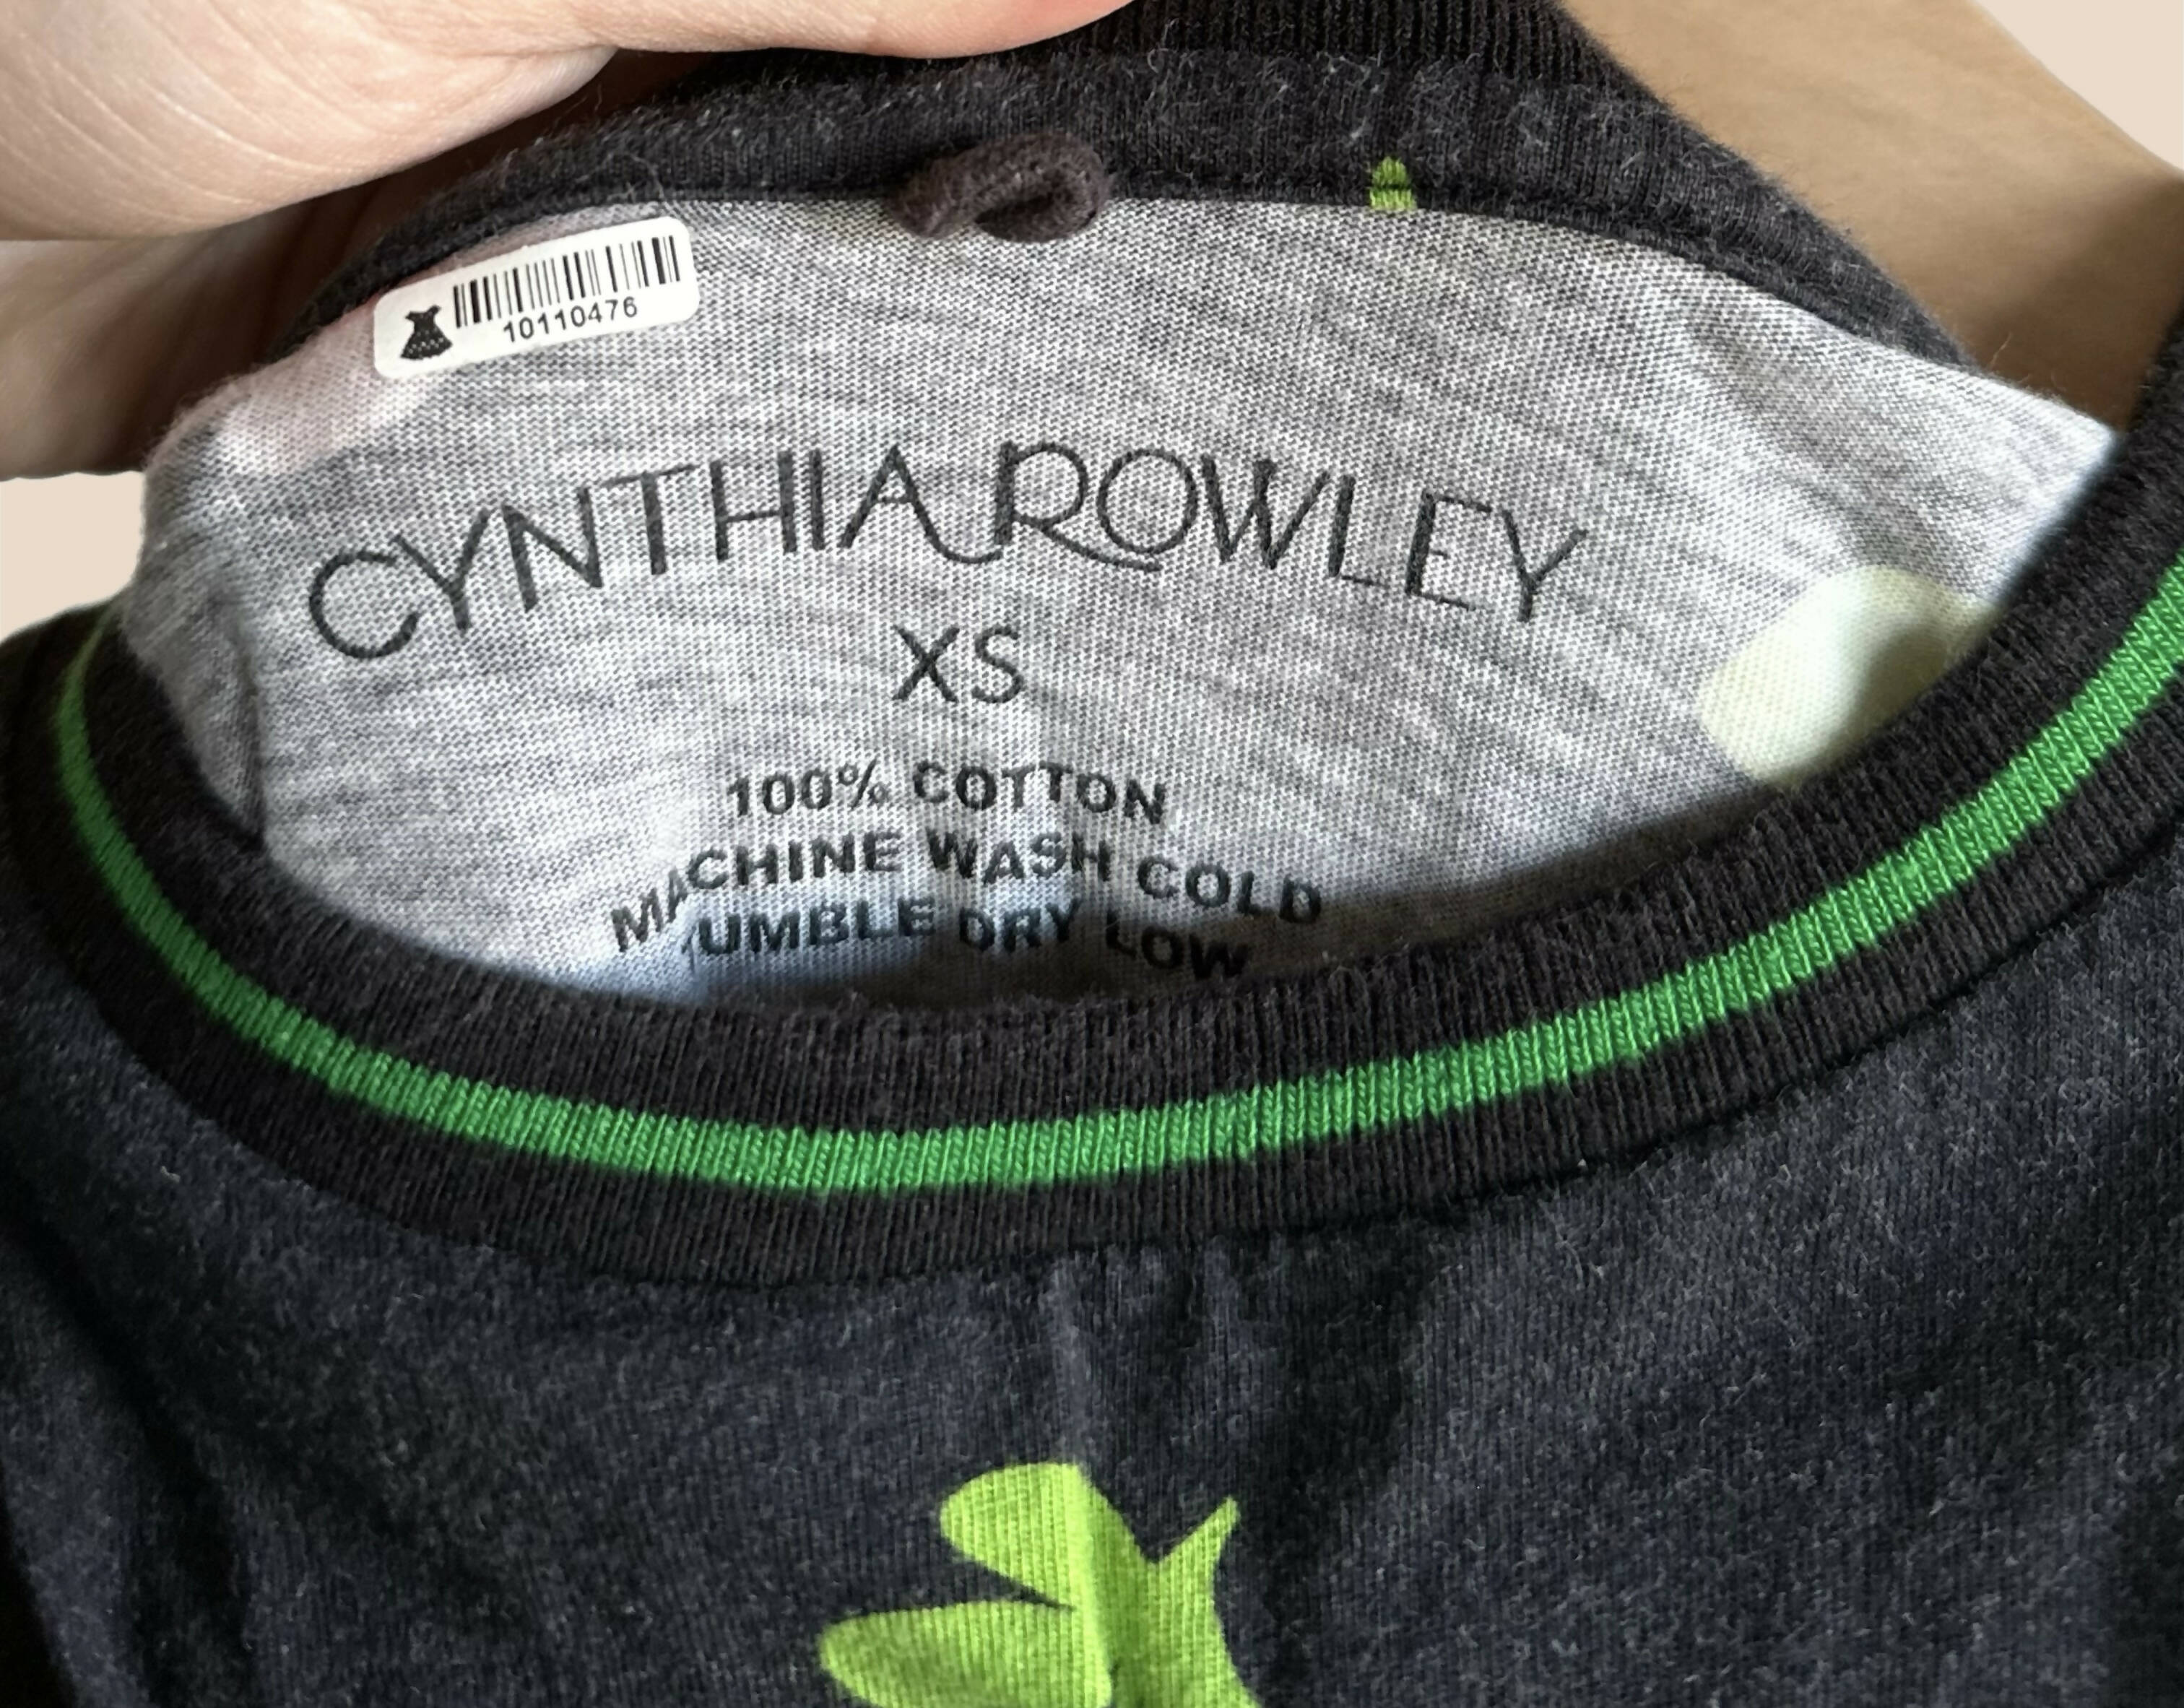 10110476
CYNTHIA ROWLEY
XS
100% COTTON
MACHINE WASH COLD
TUMBLE DRY LOW